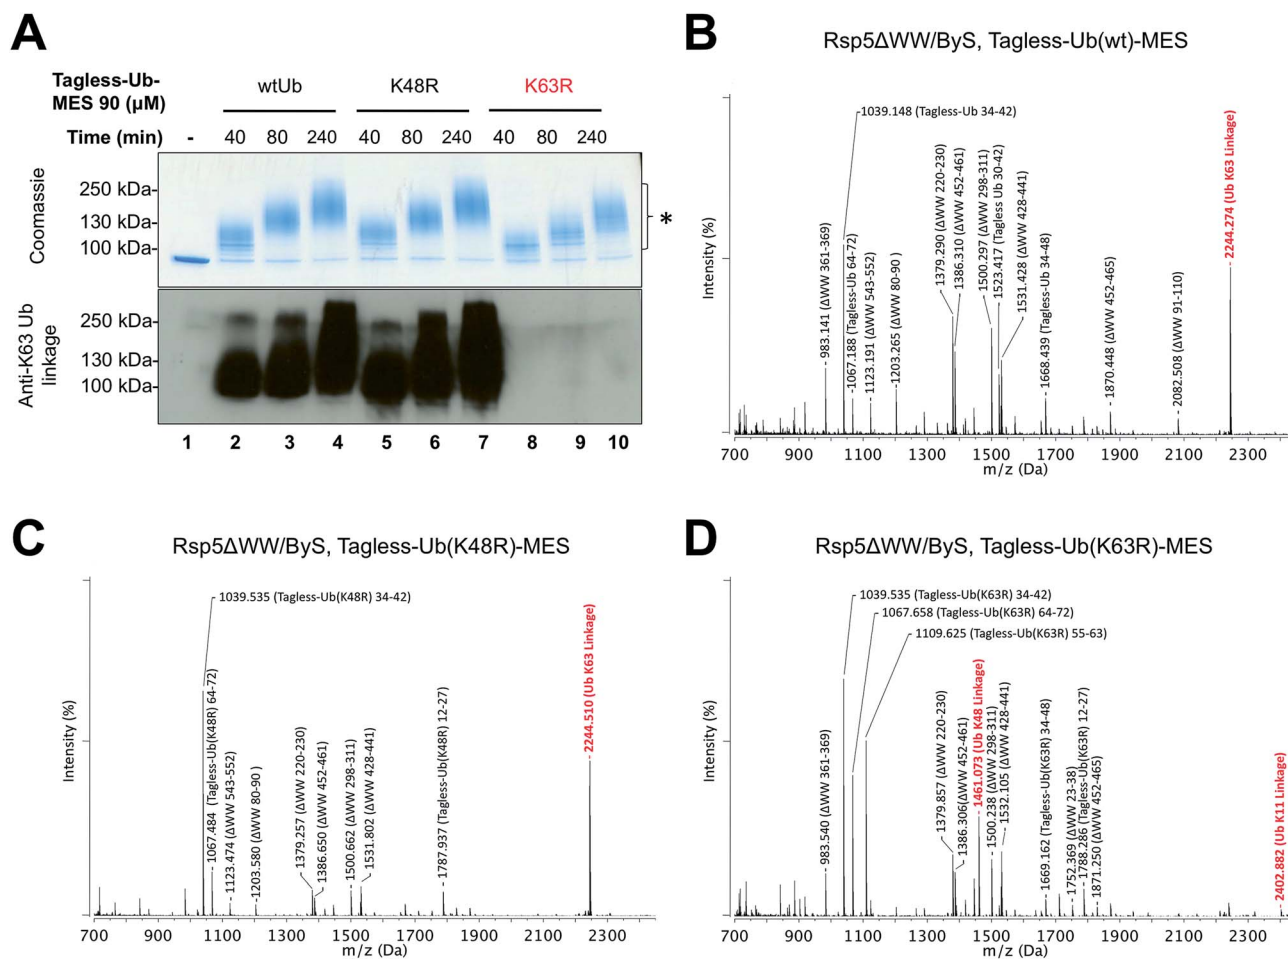 A
Tagless-Ub-
MES 90 (µM)
wtUb
K48R
K63R
Time (min)
-
40
80
240
40
80
240
40
80
240
Coomassie
250 kDa-
130 kDa-
100 kDa-
*
Anti-K63 Ub
linkage
250 kDa-
130 kDa-
100 kDa-
1
2
3
4
5
6
7
8
9
10
B
Rsp5ΔWW/ByS, Tagless-Ub(wt)-MES
Intensity (%)
983.141 (ΔWW 361-369)
1039.148 (Tagless-Ub 34-42)
1067.188 (Tagless-Ub 64-72)
1123.191 (ΔWW 543-552)
1203.265 (ΔWW 80-90 )
1379.290 (ΔWW 220-230)
1386.310 (ΔWW 452-461)
1500.297 (ΔWW 298-311)
1523.417 (Tagless Ub 30-42)
1531.428 (ΔWW 428-441)
1668.439 (Tagless-Ub 34-48)
1870.448 (ΔWW 452-465)
2082.508 (ΔWW 91-110)
2244.274 (Ub K63 Linkage)
700
900
1100
1300
1500
1700
1900
2100
2300
m/z (Da)
C
Rsp5ΔWW/ByS, Tagless-Ub(K48R)-MES
Intensity (%)
1039.535 (Tagless-Ub(K48R) 34-42)
1067.484 (Tagless-Ub(K48R) 64-72)
1123.474 (ΔWW 543-552)
1203.580 (ΔWW 80-90 )
1379.257 (ΔWW 220-230)
1386.650 (ΔWW 452-461)
1500.662 (ΔWW 298-311)
1531.802 (ΔWW 428-441)
1787.937 (Tagless-Ub(K48R) 12-27)
2244.510 (Ub K63 Linkage)
700
900
1100
1300
1500
1700
1900
2100
2300
m/z (Da)
D
Rsp5ΔWW/ByS, Tagless-Ub(K63R)-MES
Intensity (%)
983.540 (ΔWW 361-369)
1039.535 (Tagless-Ub(K63R) 34-42)
1067.658 (Tagless-Ub(K63R) 64-72)
1109.625 (Tagless-Ub(K63R) 55-63)
1379.857 (ΔWW 220-230)
1386.306(ΔWW 452-461)
1461.073 (Ub K48 Linkage)
1500.238 (ΔWW 298-311)
1532.105 (ΔWW 428-441)
1669.162 (Tagless-Ub(K63R) 34-48)
1752.369 (ΔWW 23-38)
1788.286 (Tagless-Ub(K63R) 12-27)
1871.250 (ΔWW 452-465)
2402.882 (Ub K11 Linkage)
700
900
1100
1300
1500
1700
1900
2100
2300
m/z (Da)